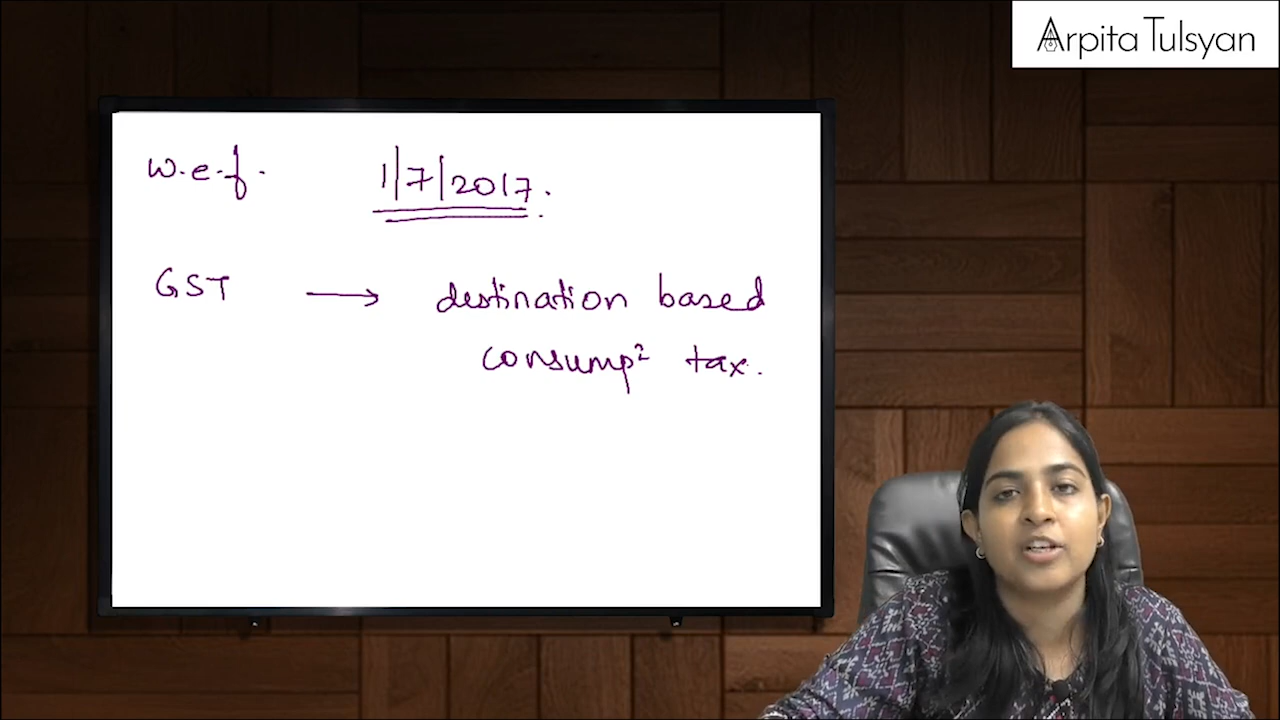 Arpita Tulsyan
w.e.f. 1/7/2017.
GST → destination based
consump² tax.